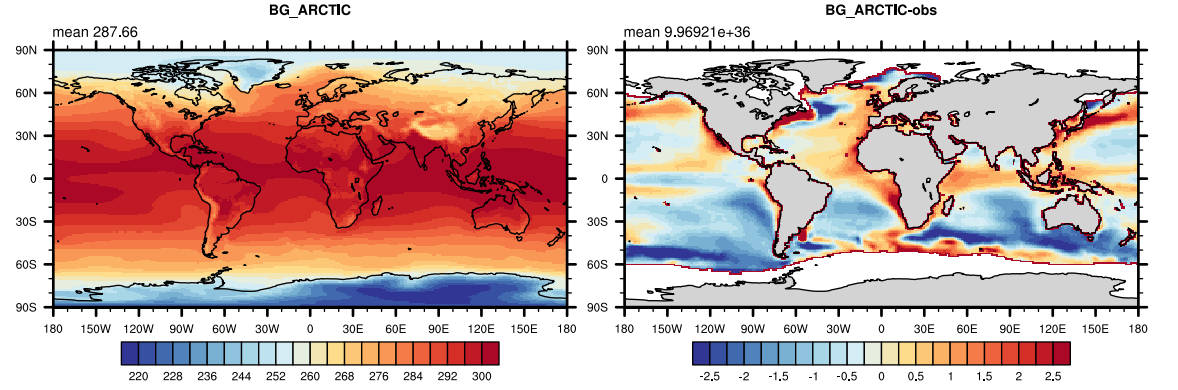 BG_ARCTIC
mean 287.66
90N
60N
30N
0
30S
60S
90S
180 150W 120W 90W 60W 30W 0 30E 60E 90E 120E 150E 180
220 228 236 244 252 260 268 276 284 292 300
BG_ARCTIC-obs
mean 9.96921e+36
90N
60N
30N
0
30S
60S
90S
180 150W 120W 90W 60W 30W 0 30E 60E 90E 120E 150E 180
-2.5 -2 -1.5 -1 -0.5 0 0.5 1 1.5 2 2.5